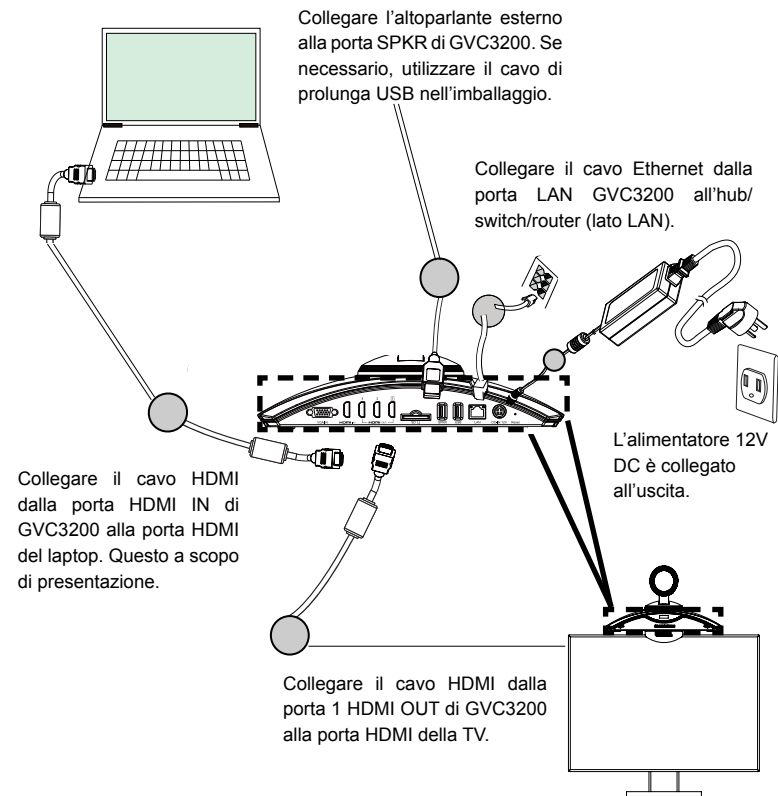 Collegare l’altoparlante esterno
alla porta SPKR di GVC3200. Se
necessario, utilizzare il cavo di
prolunga USB nell’imballaggio.
Collegare il cavo Ethernet dalla
porta LAN GVC3200 all’hub/
switch/router (lato LAN).
L’alimentatore 12V
DC è collegato
all’uscita.
Collegare il cavo HDMI
dalla porta HDMI IN di
GVC3200 alla porta HDMI
del laptop. Questo a scopo
di presentazione.
Collegare il cavo HDMI dalla
porta 1 HDMI OUT di GVC3200
alla porta HDMI della TV.